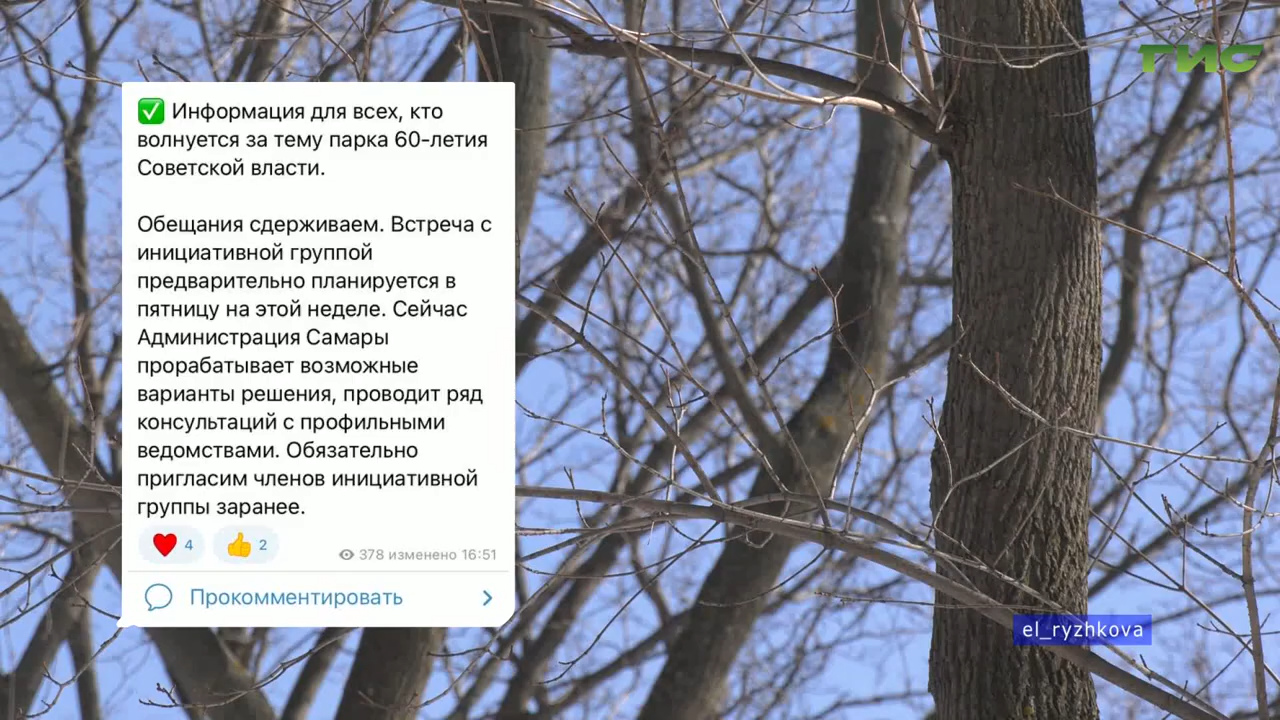 ГИС
✅ Информация для всех, кто
волнуется за тему парка 60-летия
Советской власти.
Обещания сдерживаем. Встреча с
инициативной группой
предварительно планируется в
пятницу на этой неделе. Сейчас
Администрация Самары
прорабатывает возможные
варианты решения, проводит ряд
консультаций с профильными
ведомствами. Обязательно
пригласим членов инициативной
группы заранее.
4 2 378 изменено 16:51
Прокомментировать
el_ryzhkova